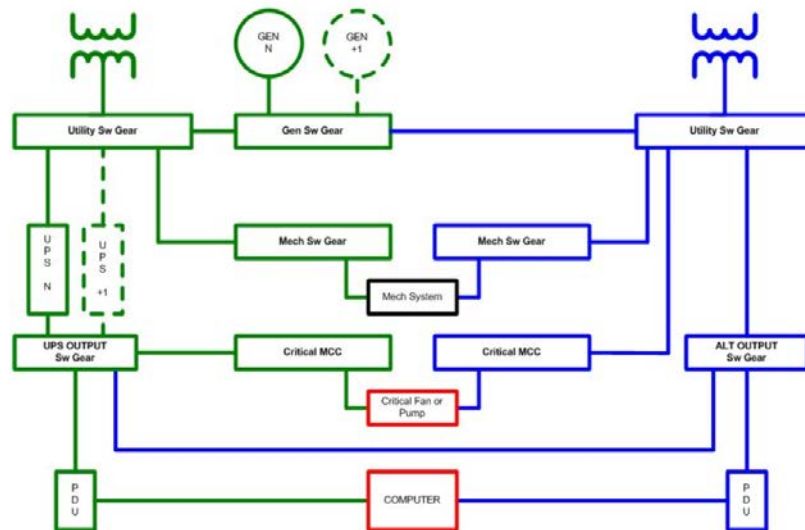 GEN
N
GEN
+1
Utility Sw Gear
Gen Sw Gear
Utility Sw Gear
U
P
S
N
U
P
S
+1
Mech Sw Gear
Mech Sw Gear
Mech System
UPS OUTPUT
Sw Gear
Critical MCC
Critical MCC
ALT OUTPUT
Sw Gear
Critical Fan or
Pump
P
D
U
COMPUTER
P
D
U